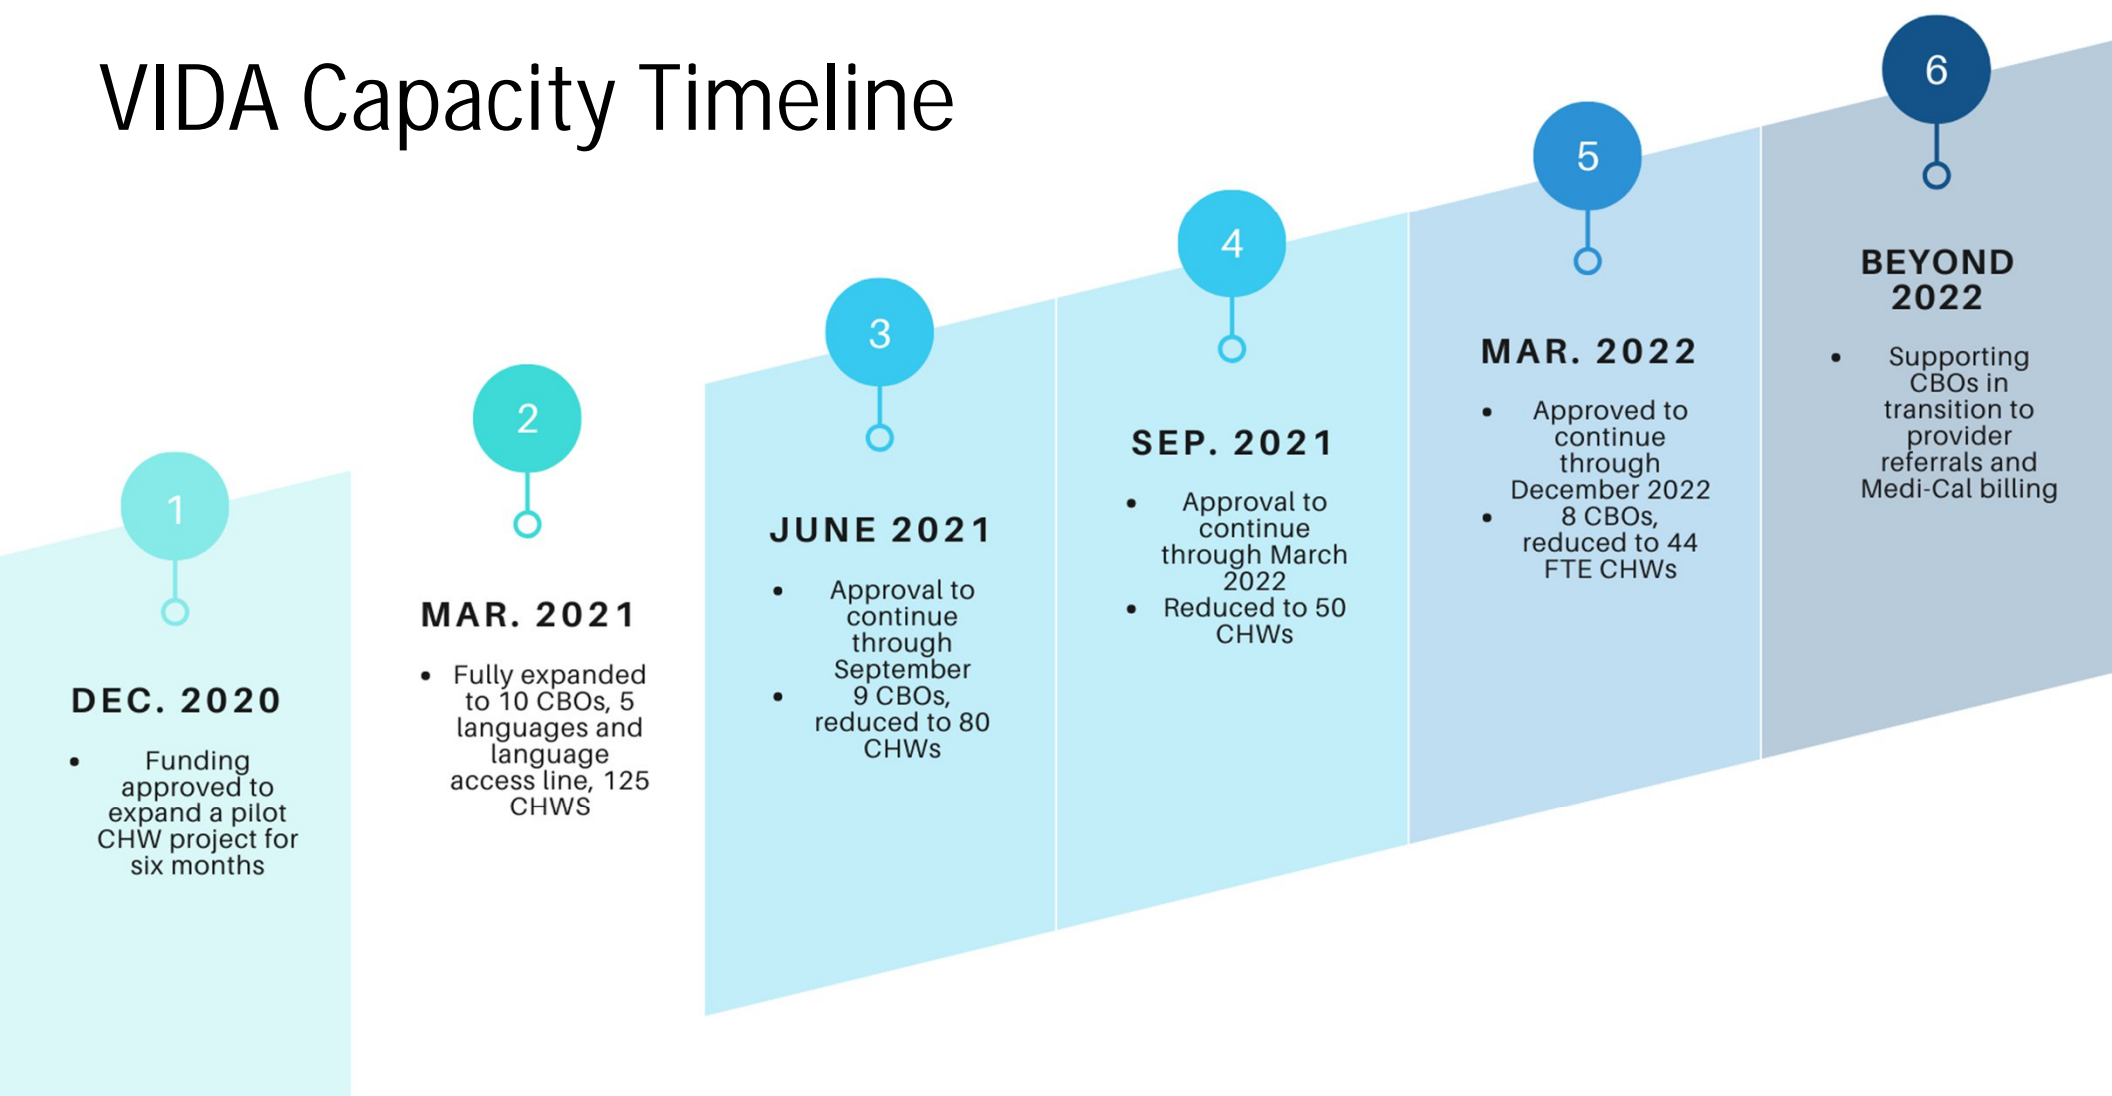 VIDA Capacity Timeline
1
DEC. 2020
• Funding
approved to
expand a pilot
CHW project for
six months
2
MAR. 2021
• Fully expanded
to 10 CBOs, 5
languages and
language
access line, 125
CHWS
3
JUNE 2021
• Approval to
continue
through
September
• 9 CBOs,
reduced to 80
CHWs
4
SEP. 2021
• Approval to
continue
through March
2022
• Reduced to 50
CHWs
5
MAR. 2022
• Approved to
continue
through
December 2022
• 8 CBOs,
reduced to 44
FTE CHWs
6
BEYOND
2022
• Supporting
CBOs in
transition to
provider
referrals and
Medi-Cal billing